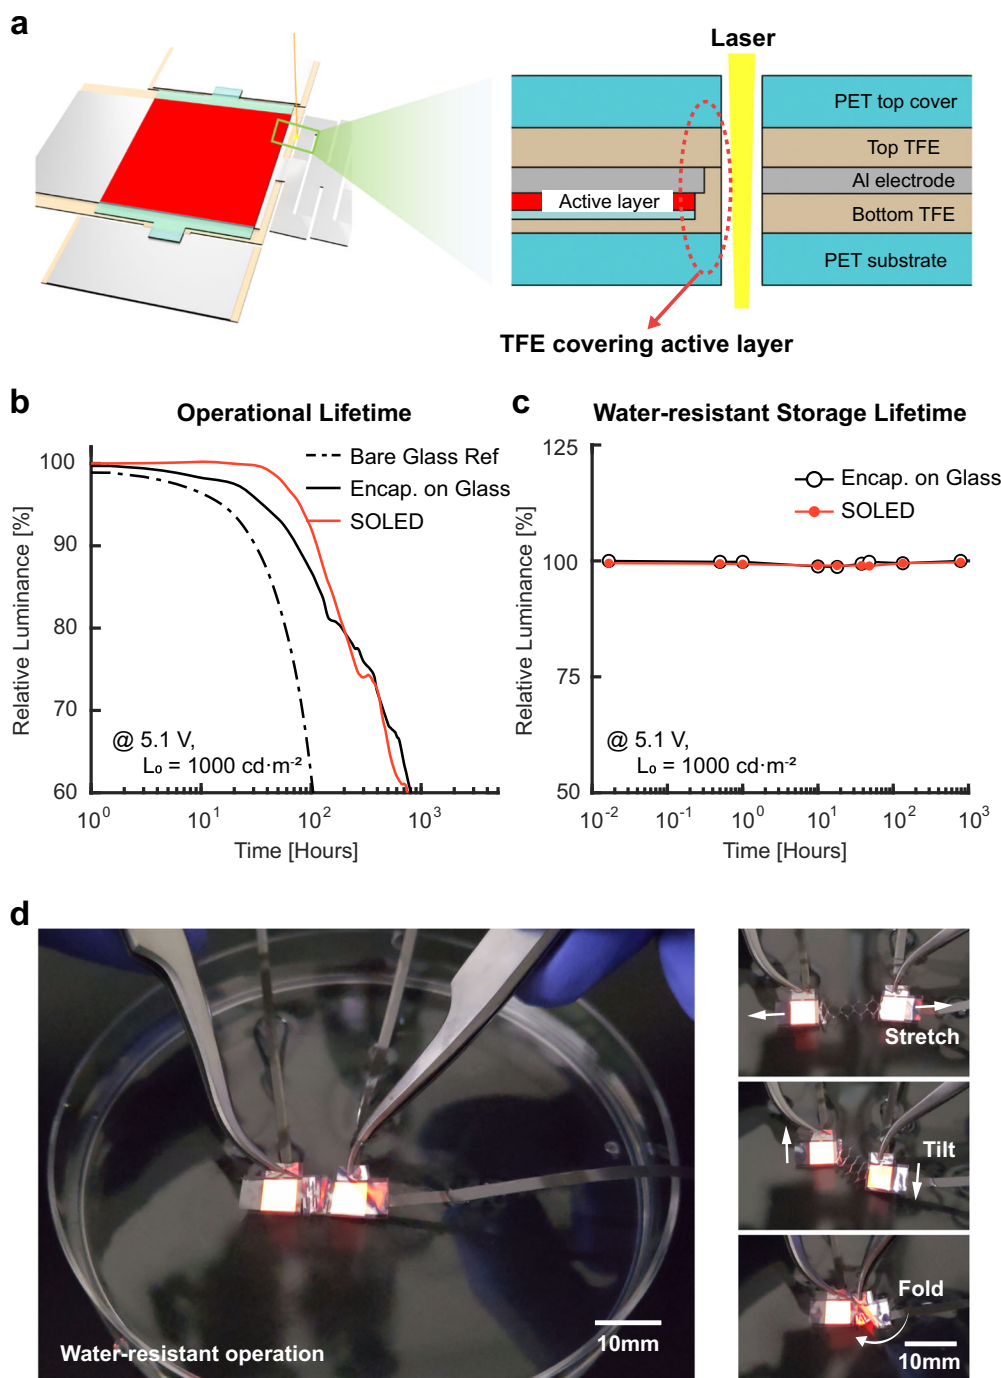 a
Laser
PET top cover
Top TFE
Al electrode
Active layer
Bottom TFE
PET substrate
TFE covering active layer
b
Operational Lifetime
Relative Luminance [%]
100
90
80
70
60
Bare Glass Ref
Encap. on Glass
SOLED
@ 5.1 V,
L₀ = 1000 cd·m⁻²
10⁰ 10¹ 10² 10³
Time [Hours]
c
Water-resistant Storage Lifetime
Relative Luminance [%]
125
100
75
50
Encap. on Glass
SOLED
@ 5.1 V,
L₀ = 1000 cd·m⁻²
10⁻² 10⁻¹ 10⁰ 10¹ 10² 10³
Time [Hours]
d
Water-resistant operation
10mm
Stretch
Tilt
Fold
10mm